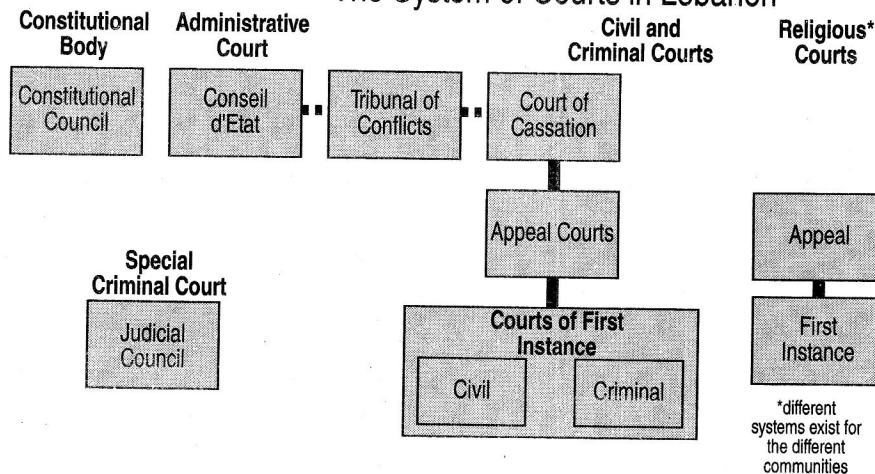 The System of Courts in Lebanon
Constitutional
Body
Administrative
Court
Civil and
Criminal Courts
Religious*
Courts
Constitutional
Council
Conseil
d'Etat
Tribunal of
Conflicts
Court of
Cassation
Appeal Courts
Appeal
Special
Criminal Court
Judicial
Council
Courts of First
Instance
Civil
Criminal
First
Instance
*different
systems exist for
the different
communities